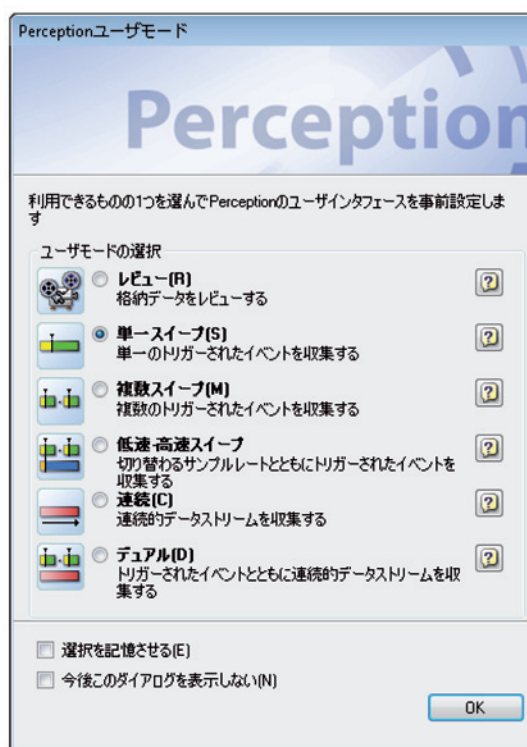 Perceptionユーザモード
Perception
利用できるものの1つを選んでPerceptionのユーザインタフェースを事前設定しま
す
ユーザモードの選択
レビュー(R)
格納データをレビューする
単一スイープ(S)
単一のトリガーされたイベントを収集する
複数スイープ(M)
複数のトリガーされたイベントを収集する
低速-高速スイープ
切り替わるサンプルレートとともにトリガーされたイベントを
収集する
連続(C)
連続的データストリームを収集する
デュアル(D)
トリガーされたイベントとともに連続的データストリームを収
集する
選択を記憶させる(E)
今後このダイアログを表示しない(N)
OK